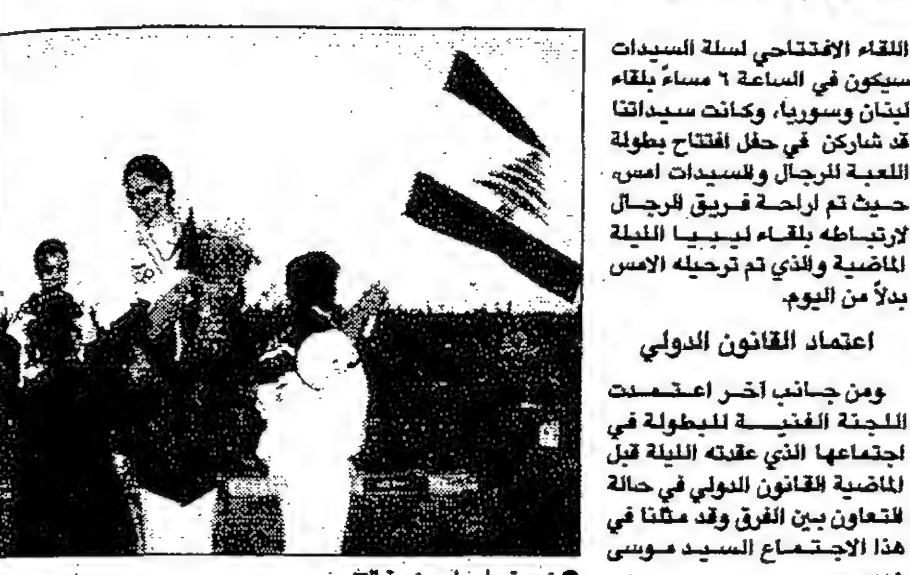 اللقاء الافتتاحي لسلة السيدات
سيكون في الساعة ٦ مساءً بلقاء
لبنان وسوريا، وكانت سيداتنا
قد شاركن في حفل افتتاح بطولة
اللعبة للرجال والسيدات امس،
حيث تم اراحة فريق الرجال
لارتباطه بلقاء ليبيا الليلة
الماضية والذي تم ترحيله الامس
بدلاً من اليوم.
اعتماد القانون الدولي
ومن جانب آخر اعتمدت
اللجنة الفنية للبطولة في
اجتماعها الذي عقدته الليلة قبل
الماضية القانون الدولي في حالة
التعاون بين الفرق وقد مثلنا في
هذا الاجتماع السيد موسى